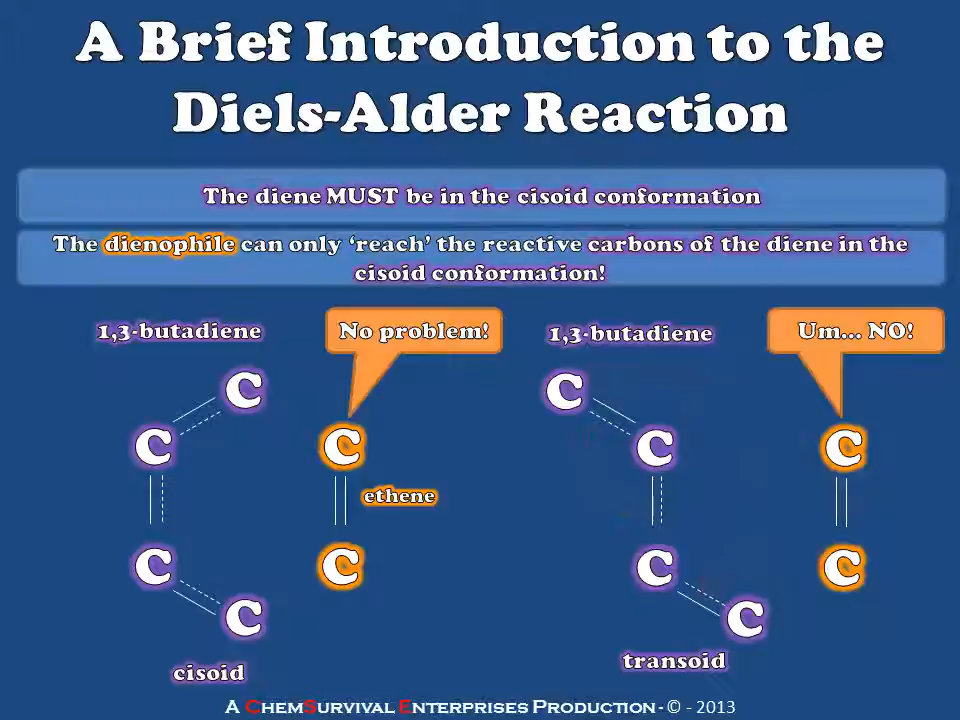 A Brief Introduction to the
Diels-Alder Reaction
The diene MUST be in the cisoid conformation
The dienophile can only ‘reach’ the reactive carbons of the diene in the
cisoid conformation!
1,3-butadiene
No problem!
1,3-butadiene
Um... NO!
C
C
C
C
C
C
ethene
C
C
C
C
C
C
cisoid
transoid
A ChemSurvival Enterprises Production - © - 2013